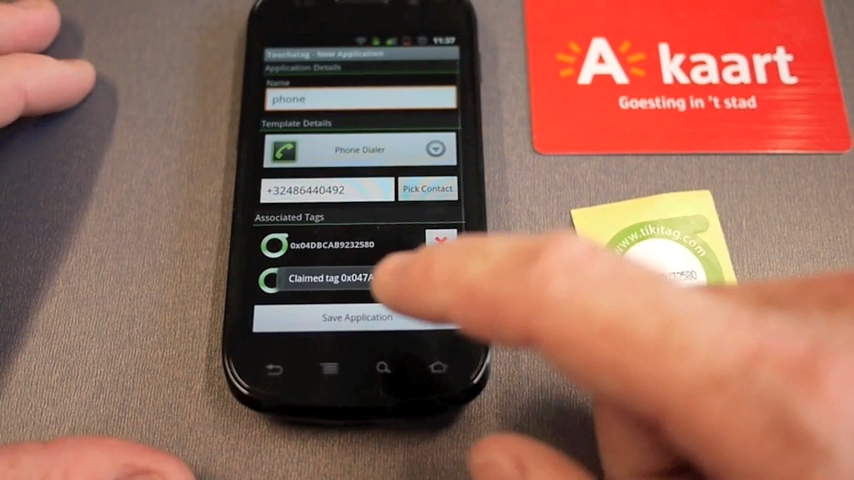 11:37
Touchatag - New Application
Application Details
Name
phone
Template Details
Phone Dialer
+32486440492
Pick Contact
Associated Tags
0x04DBCAB9232580
Claimed tag 0x047A
Save Application
A kaart
Goesting in 't stad
www.tikitag.com